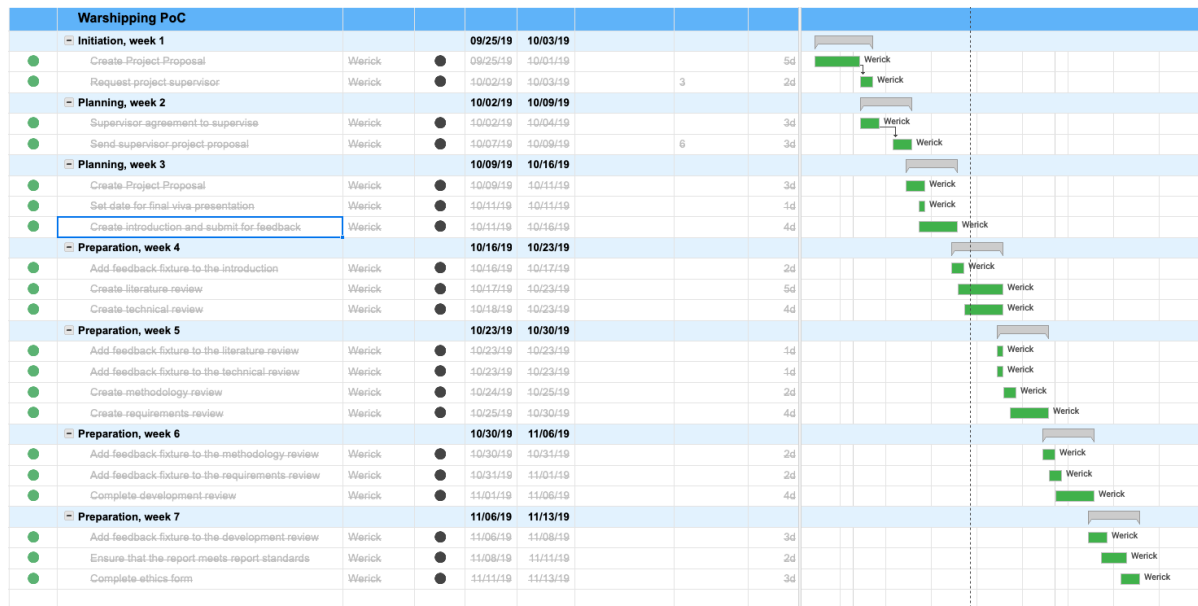 Warshipping PoC
Initiation, week 1 09/25/19 10/03/19
Create Project Proposal Werick 09/25/19 10/01/19 5d Werick
Request project supervisor Werick 10/02/19 10/03/19 3 2d Werick
Planning, week 2 10/02/19 10/09/19
Supervisor agreement to supervise Werick 10/02/19 10/04/19 3d Werick
Send supervisor project proposal Werick 10/07/19 10/09/19 6 3d Werick
Planning, week 3 10/09/19 10/16/19
Create Project Proposal Werick 10/09/19 10/11/19 3d Werick
Set date for final viva presentation Werick 10/11/19 10/11/19 1d Werick
Create introduction and submit for feedback Werick 10/11/19 10/16/19 4d Werick
Preparation, week 4 10/16/19 10/23/19
Add feedback fixture to the introduction Werick 10/16/19 10/17/19 2d Werick
Create literature review Werick 10/17/19 10/23/19 5d Werick
Create technical review Werick 10/18/19 10/23/19 4d Werick
Preparation, week 5 10/23/19 10/30/19
Add feedback fixture to the literature review Werick 10/23/19 10/23/19 1d Werick
Add feedback fixture to the technical review Werick 10/23/19 10/23/19 1d Werick
Create methodology review Werick 10/24/19 10/25/19 2d Werick
Create requirements review Werick 10/25/19 10/30/19 4d Werick
Preparation, week 6 10/30/19 11/06/19
Add feedback fixture to the methodology review Werick 10/30/19 10/31/19 2d Werick
Add feedback fixture to the requirements review Werick 10/31/19 11/01/19 2d Werick
Complete development review Werick 11/01/19 11/06/19 4d Werick
Preparation, week 7 11/06/19 11/13/19
Add feedback fixture to the development review Werick 11/06/19 11/08/19 3d Werick
Ensure that the report meets report standards Werick 11/08/19 11/11/19 2d Werick
Complete ethics form Werick 11/11/19 11/13/19 3d Werick